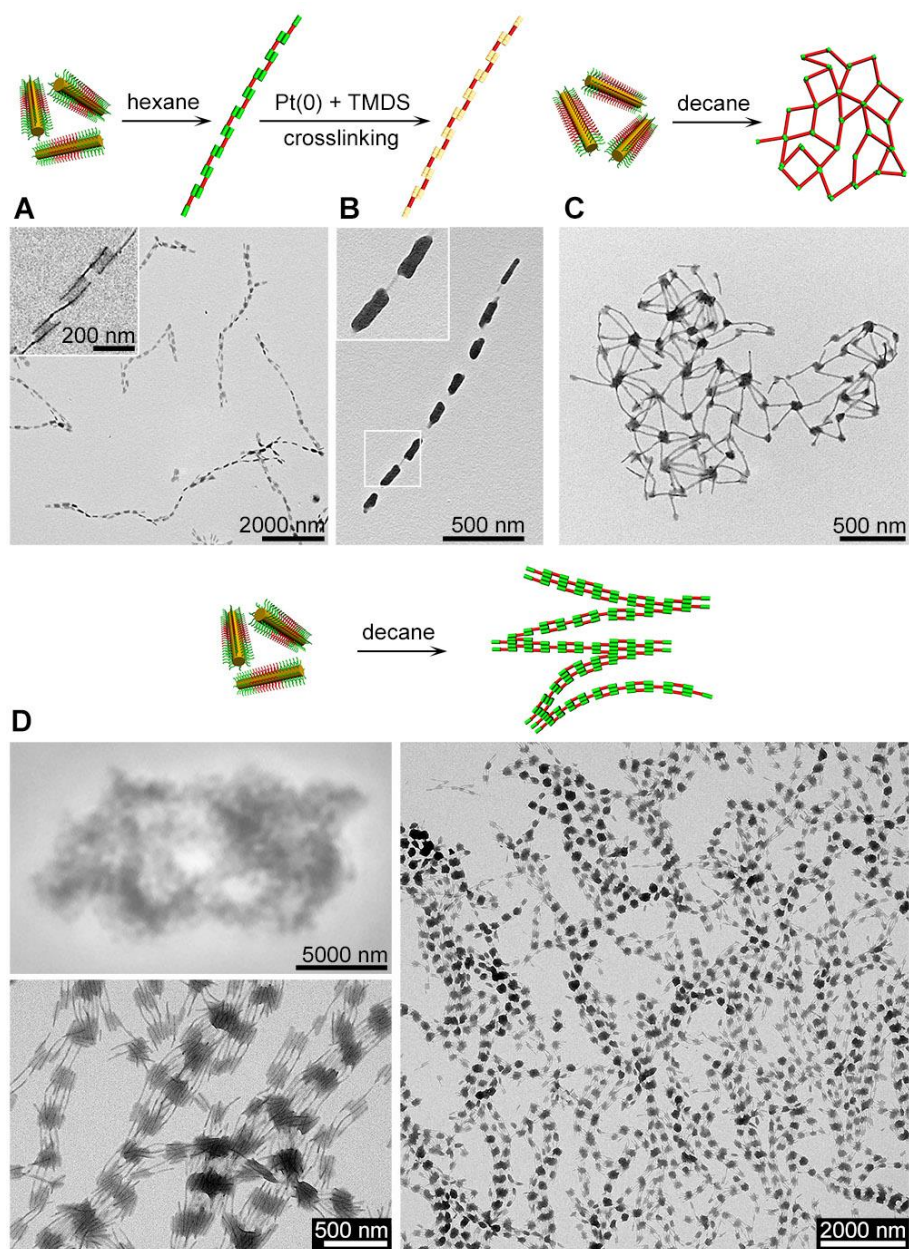 hexane
Pt(0) + TMDS
crosslinking
decane
A
B
C
200 nm
2000 nm
500 nm
500 nm
decane
D
5000 nm
500 nm
2000 nm